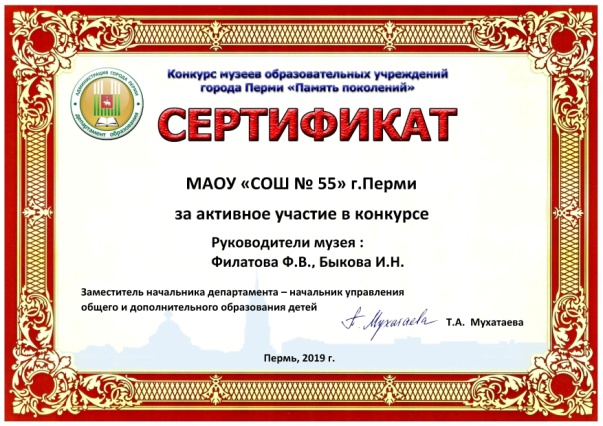 АДМИНИСТРАЦИЯ ГОРОДА ПЕРМИ
департамент образования
Конкурс музеев образовательных учреждений
города Перми «Память поколений»
СЕРТИФИКАТ
МАОУ «СОШ № 55» г.Перми
за активное участие в конкурсе
Руководители музея :
Филатова Ф.В., Быкова И.Н.
Заместитель начальника департамента – начальник управления
общего и дополнительного образования детей
Т. Мухатаева Т.А. Мухатаева
Пермь, 2019 г.